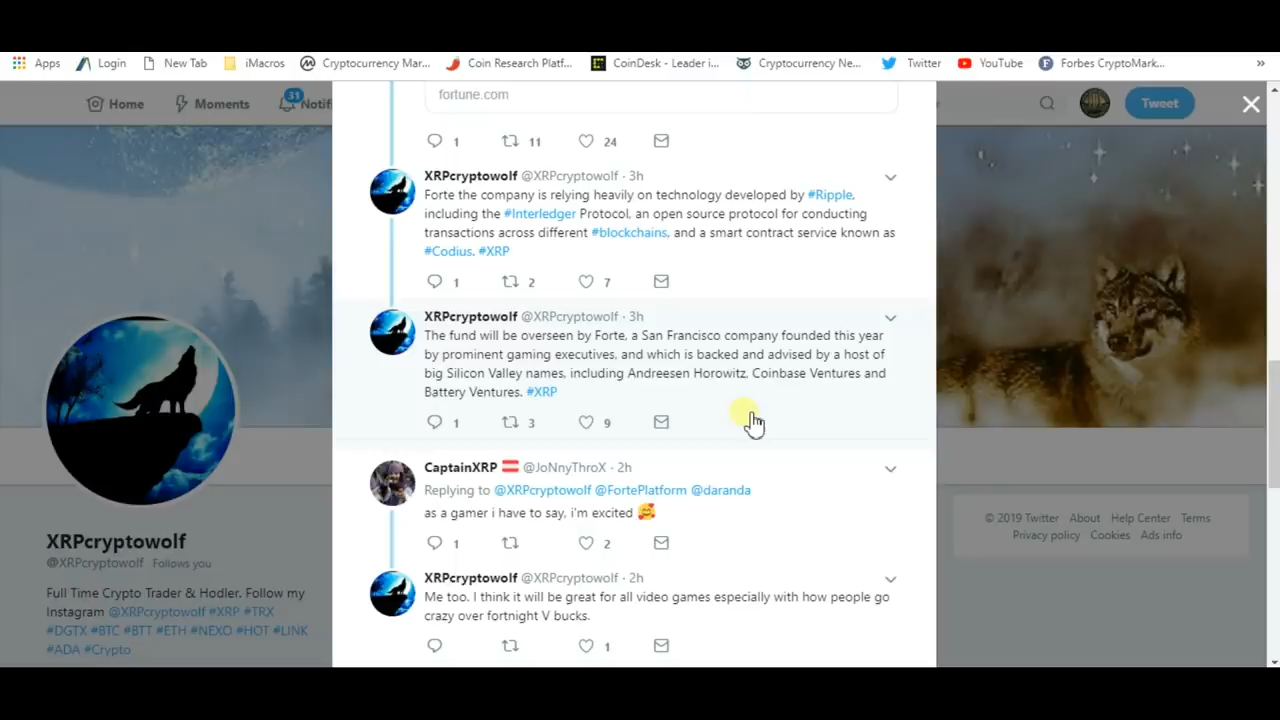 Apps Login New Tab iMacros Cryptocurrency Mar... Coin Research Platf... CoinDesk - Leader i... Cryptocurrency Ne... Twitter YouTube Forbes CryptoMark... »
Home Moments 31 Notifi Tweet
fortune.com
1 11 24
XRPcryptowolf @XRPcryptowolf · 3h
Forte the company is relying heavily on technology developed by #Ripple,
including the #Interledger Protocol, an open source protocol for conducting
transactions across different #blockchains, and a smart contract service known as
#Codius. #XRP
1 2 7
XRPcryptowolf @XRPcryptowolf · 3h
The fund will be overseen by Forte, a San Francisco company founded this year
by prominent gaming executives, and which is backed and advised by a host of
big Silicon Valley names, including Andreesen Horowitz, Coinbase Ventures and
Battery Ventures. #XRP
1 3 9
CaptainXRP @JoNnyThroX · 2h
Replying to @XRPcryptowolf @FortePlatform @daranda
as a gamer i have to say, i'm excited 🥰
1 2
XRPcryptowolf @XRPcryptowolf · 2h
Me too. I think it will be great for all video games especially with how people go
crazy over fortnight V bucks.
1
XRPcryptowolf
@XRPcryptowolf Follows you
Full Time Crypto Trader & Hodler. Follow my
Instagram @XRPcryptowolf #XRP #TRX
#DGTX #BTC #BTT #ETH #NEXO #HOT #LINK
#ADA #Crypto
© 2019 Twitter About Help Center Terms
Privacy policy Cookies Ads info